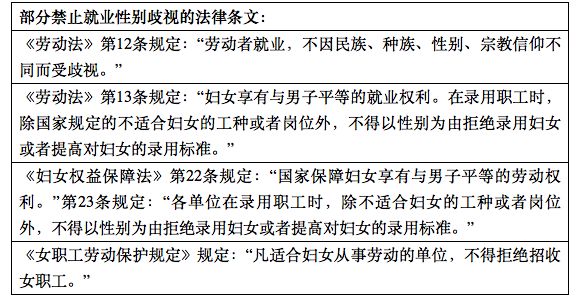 部分禁止就业性别歧视的法律条文：
《劳动法》第12条规定：“劳动者就业，不因民族、种族、性别、宗教信仰不
同而受歧视。”
《劳动法》第13条规定：“妇女享有与男子平等的就业权利。在录用职工时，
除国家规定的不适合妇女的工种或者岗位外，不得以性别为由拒绝录用妇女
或者提高对妇女的录用标准。”
《妇女权益保障法》第22条规定：“国家保障妇女享有与男子平等的劳动权
利。”第23条规定：“各单位在录用职工时，除不适合妇女的工种或者岗位
外，不得以性别为由拒绝录用妇女或者提高对妇女的录用标准。”
《女职工劳动保护规定》规定：“凡适合妇女从事劳动的单位，不得拒绝招收
女职工。”